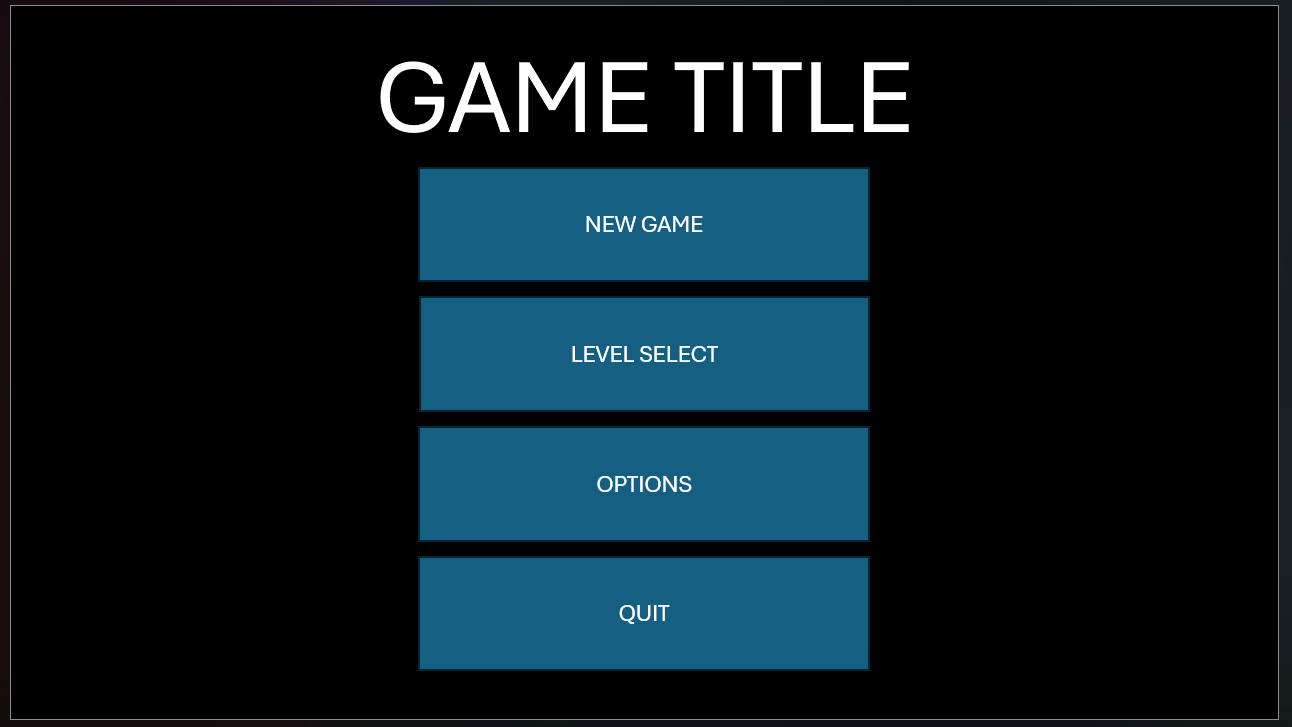 GAME TITLE
NEW GAME
LEVEL SELECT
OPTIONS
QUIT